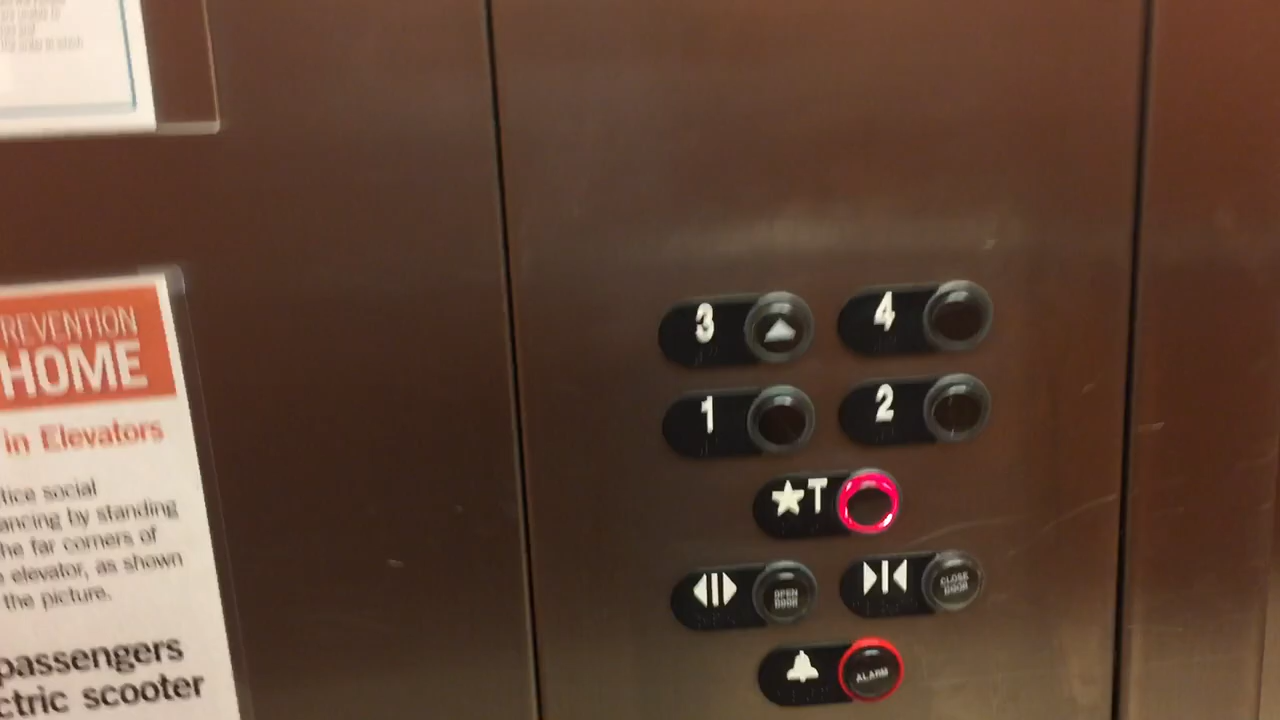 REVENTION
HOME
in Elevators
tice social
ancing by standing
he far corners of
elevator, as shown
the picture.
passengers
ctric scooter
3
4
1
2
★T
OPEN
DOOR
CLOSE
DOOR
ALARM